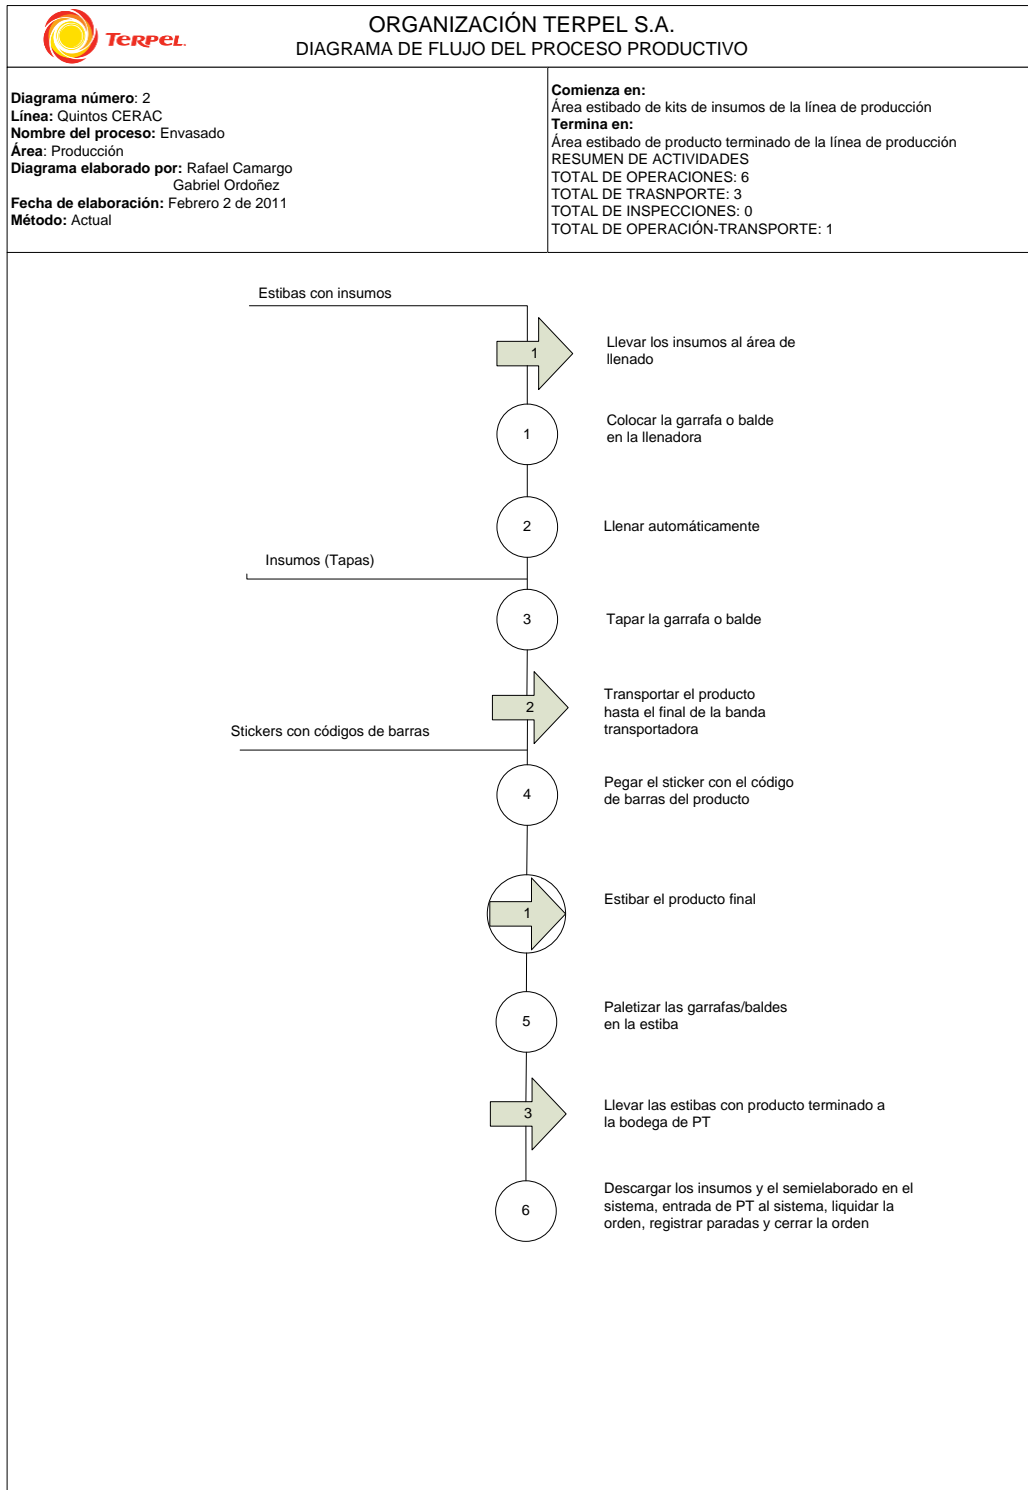 TERPEL.
ORGANIZACIÓN TERPEL S.A.
DIAGRAMA DE FLUJO DEL PROCESO PRODUCTIVO
Diagrama número: 2
Línea: Quintos CERAC
Nombre del proceso: Envasado
Área: Producción
Diagrama elaborado por: Rafael Camargo
Gabriel Ordoñez
Fecha de elaboración: Febrero 2 de 2011
Método: Actual
Comienza en:
Área estibado de kits de insumos de la línea de producción
Termina en:
Área estibado de producto terminado de la línea de producción
RESUMEN DE ACTIVIDADES
TOTAL DE OPERACIONES: 6
TOTAL DE TRASNPORTE: 3
TOTAL DE INSPECCIONES: 0
TOTAL DE OPERACIÓN-TRANSPORTE: 1
Estibas con insumos
1
Llevar los insumos al área de
llenado
1
Colocar la garrafa o balde
en la llenadora
2
Llenar automáticamente
Insumos (Tapas)
3
Tapar la garrafa o balde
2
Transportar el producto
hasta el final de la banda
transportadora
Stickers con códigos de barras
4
Pegar el sticker con el código
de barras del producto
1
Estibar el producto final
5
Paletizar las garrafas/baldes
en la estiba
3
Llevar las estibas con producto terminado a
la bodega de PT
6
Descargar los insumos y el semielaborado en el
sistema, entrada de PT al sistema, liquidar la
orden, registrar paradas y cerrar la orden